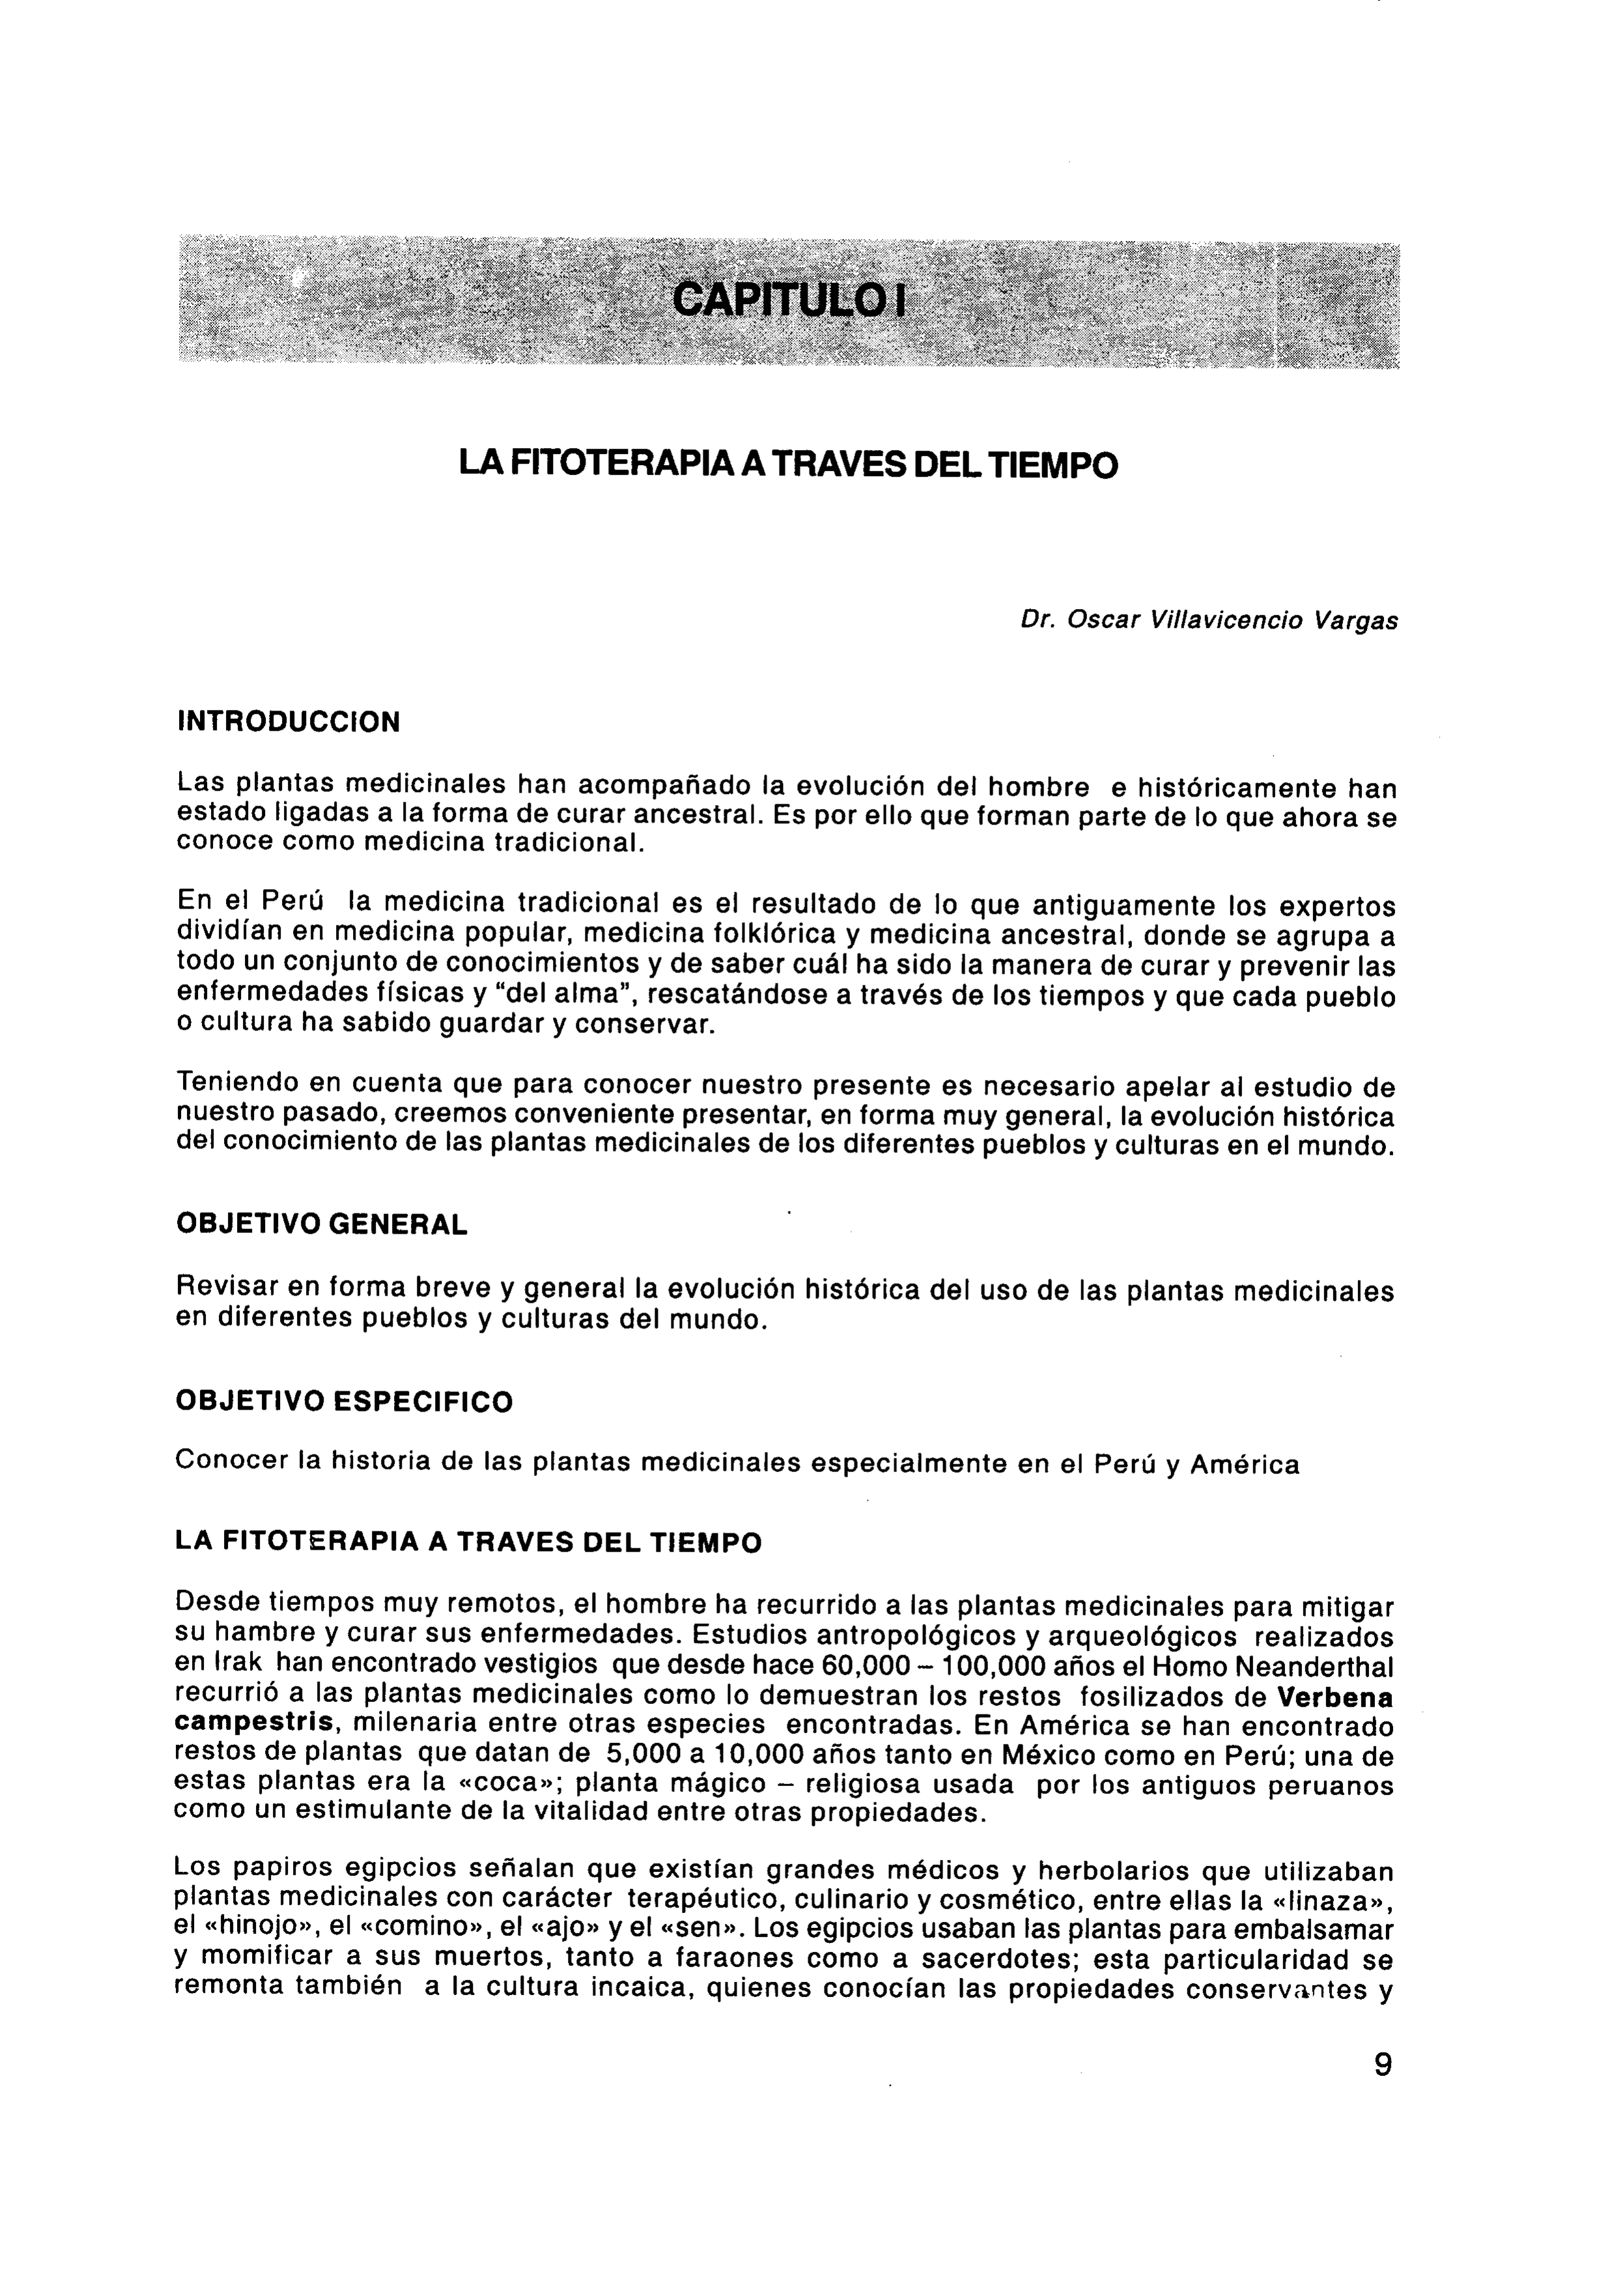 CAPITULO I
LA FITOTERAPIA A TRAVES DEL TIEMPO
Dr. Oscar Villavicencio Vargas
INTRODUCCION
Las plantas medicinales han acompañado la evolución del hombre e históricamente han
estado ligadas a la forma de curar ancestral. Es por ello que forman parte de lo que ahora se
conoce como medicina tradicional.
En el Perú la medicina tradicional es el resultado de lo que antiguamente los expertos
dividían en medicina popular, medicina folklórica y medicina ancestral, donde se agrupa a
todo un conjunto de conocimientos y de saber cuál ha sido la manera de curar y prevenir las
enfermedades físicas y “del alma”, rescatándose a través de los tiempos y que cada pueblo
o cultura ha sabido guardar y conservar.
Teniendo en cuenta que para conocer nuestro presente es necesario apelar al estudio de
nuestro pasado, creemos conveniente presentar, en forma muy general, la evolución histórica
del conocimiento de las plantas medicinales de los diferentes pueblos y culturas en el mundo.
OBJETIVO GENERAL
Revisar en forma breve y general la evolución histórica del uso de las plantas medicinales
en diferentes pueblos y culturas del mundo.
OBJETIVO ESPECIFICO
Conocer la historia de las plantas medicinales especialmente en el Perú y América
LA FITOTERAPIA A TRAVES DEL TIEMPO
Desde tiempos muy remotos, el hombre ha recurrido a las plantas medicinales para mitigar
su hambre y curar sus enfermedades. Estudios antropológicos y arqueológicos realizados
en Irak han encontrado vestigios que desde hace 60,000 – 100,000 años el Homo Neanderthal
recurrió a las plantas medicinales como lo demuestran los restos fosilizados de Verbena
campestris, milenaria entre otras especies encontradas. En América se han encontrado
restos de plantas que datan de 5,000 a 10,000 años tanto en México como en Perú; una de
estas plantas era la «coca»; planta mágico – religiosa usada por los antiguos peruanos
como un estimulante de la vitalidad entre otras propiedades.
Los papiros egipcios señalan que existían grandes médicos y herbolarios que utilizaban
plantas medicinales con carácter terapéutico, culinario y cosmético, entre ellas la «linaza»,
el «hinojo», el «comino», el «ajo» y el «sen». Los egipcios usaban las plantas para embalsamar
y momificar a sus muertos, tanto a faraones como a sacerdotes; esta particularidad se
remonta también a la cultura incaica, quienes conocían las propiedades conservantes y
9